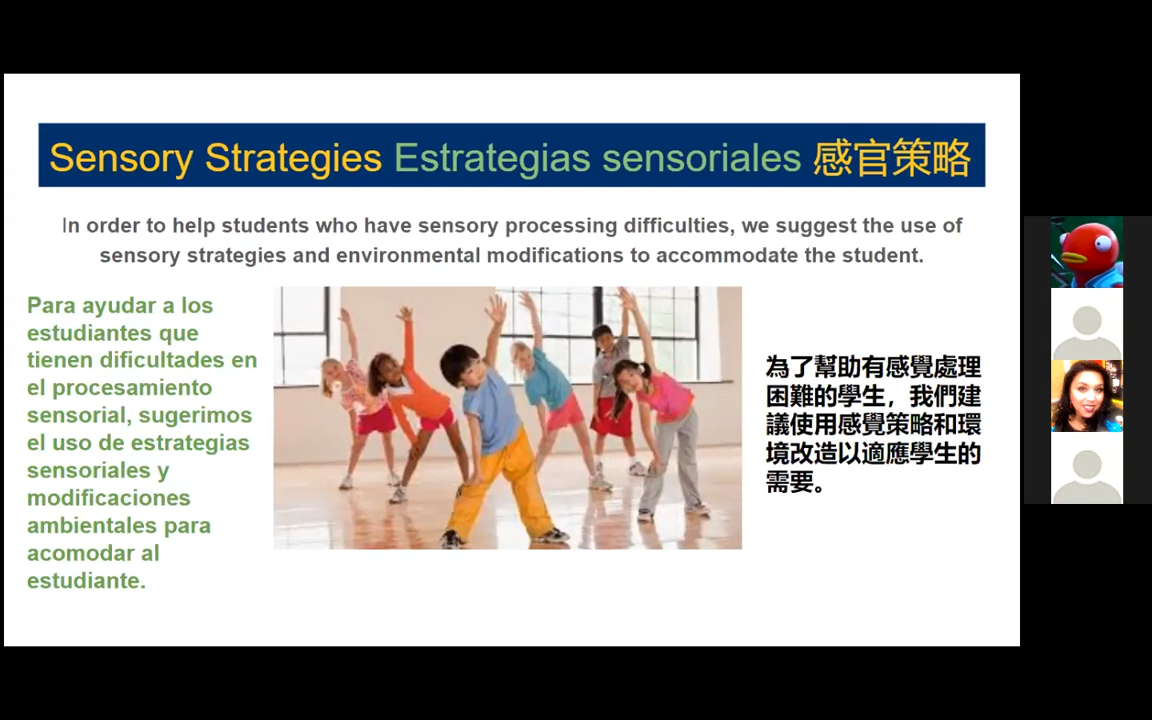 Sensory Strategies Estrategias sensoriales 感官策略
In order to help students who have sensory processing difficulties, we suggest the use of
sensory strategies and environmental modifications to accommodate the student.
Para ayudar a los
estudiantes que
tienen dificultades en
el procesamiento
sensorial, sugerimos
el uso de estrategias
sensoriales y
modificaciones
ambientales para
acomodar al
estudiante.
為了幫助有感覺處理
困難的學生，我們建
議使用感覺策略和環
境改造以適應學生的
需要。